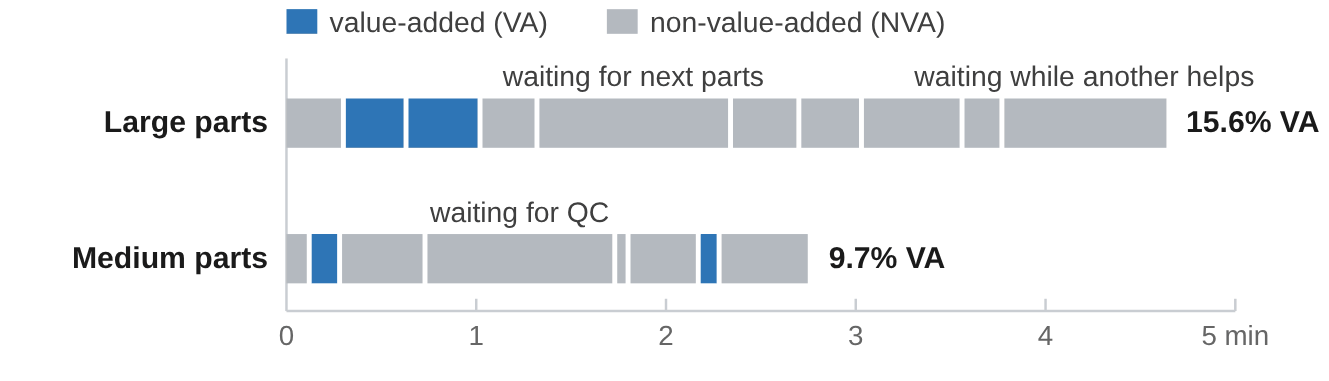 value-added (VA) non-value-added (NVA)
waiting for next parts waiting while another helps
Large parts 15.6% VA
waiting for QC
Medium parts 9.7% VA
0 1 2 3 4 5 min